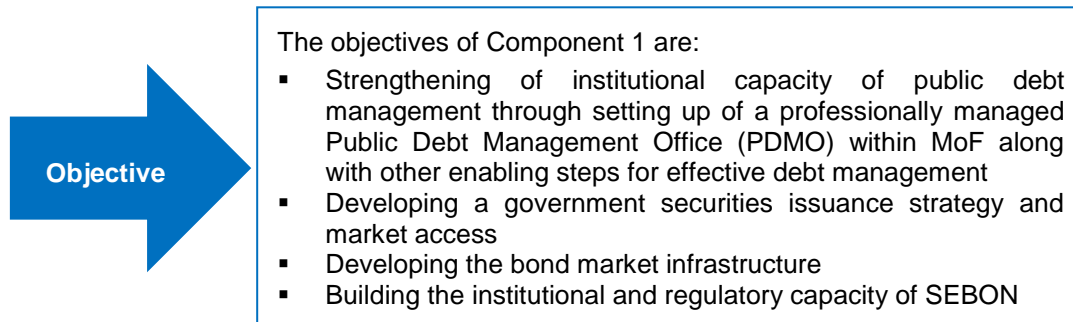 Objective
The objectives of Component 1 are:
▪ Strengthening of institutional capacity of public debt
management through setting up of a professionally managed
Public Debt Management Office (PDMO) within MoF along
with other enabling steps for effective debt management
▪ Developing a government securities issuance strategy and
market access
▪ Developing the bond market infrastructure
▪ Building the institutional and regulatory capacity of SEBON